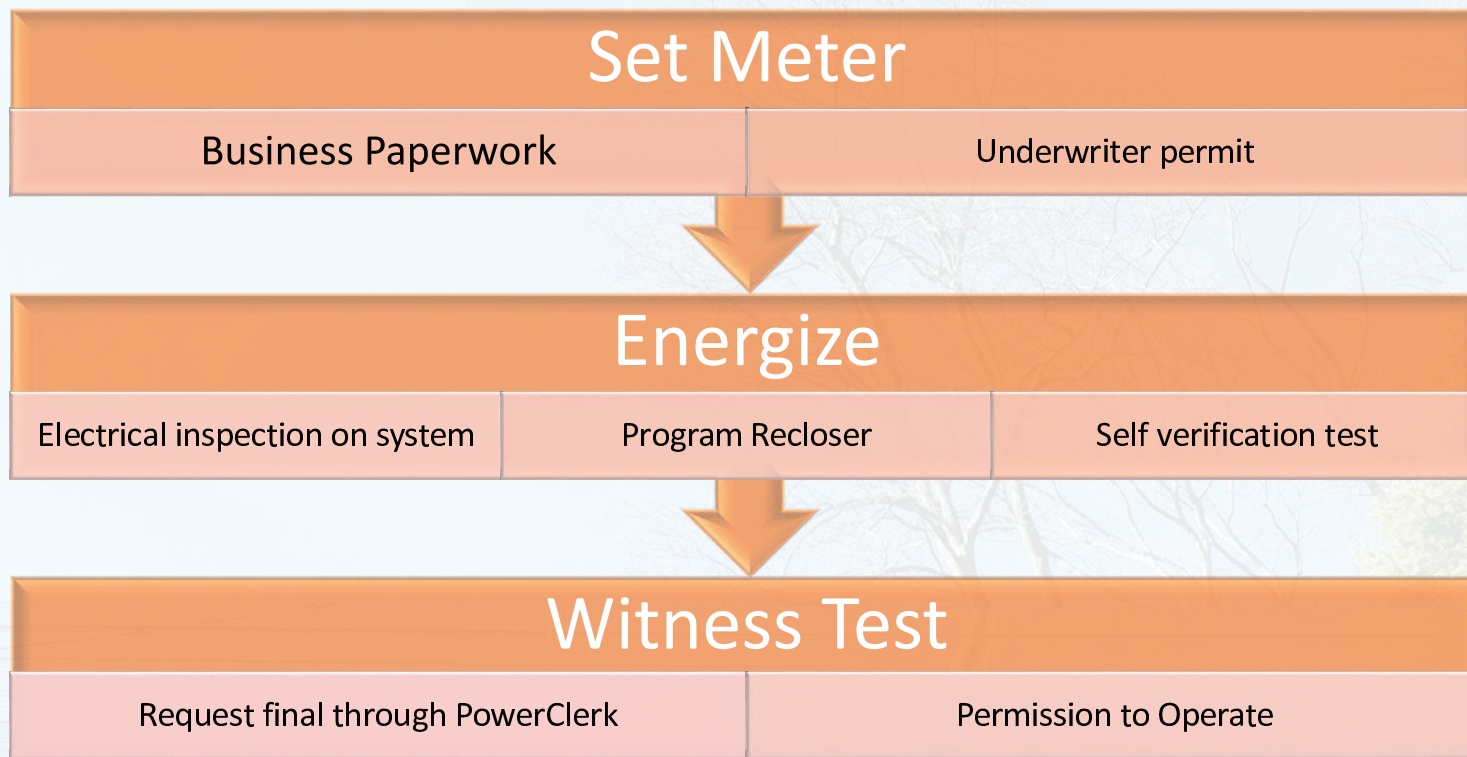 Set Meter
Business Paperwork
Underwriter permit
Energize
Electrical inspection on system
Program Recloser
Self verification test
Witness Test
Request final through PowerClerk
Permission to Operate